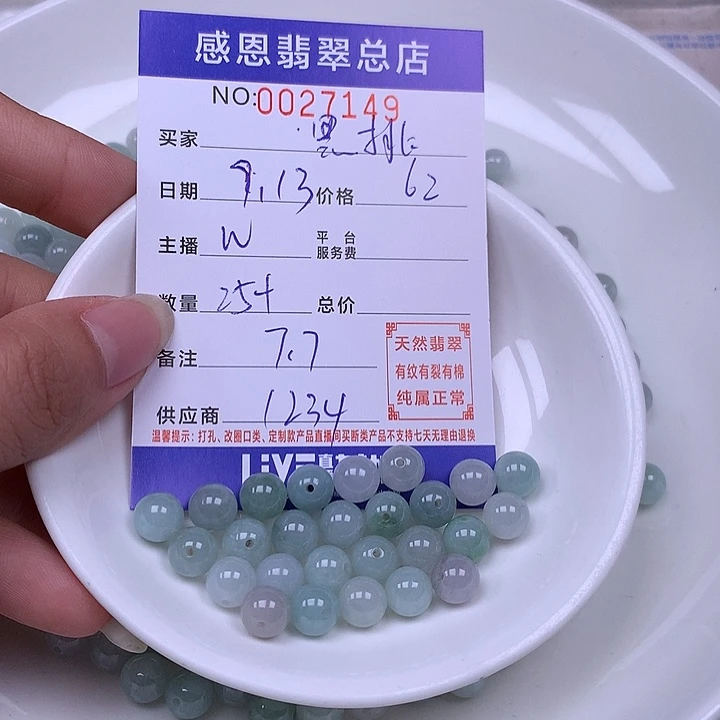 感恩翡翠总店
NO:0027149
买家
日期 9.13 价格 62
主播 W 平台服务费
数量 254 总价
备注 7.7
供应商 1234
天然翡翠
有纹有裂有棉
纯属正常
温馨提示:打孔、改圈口类、定制款产品直播间买断类产品不支持七天无理由退换
LIVE